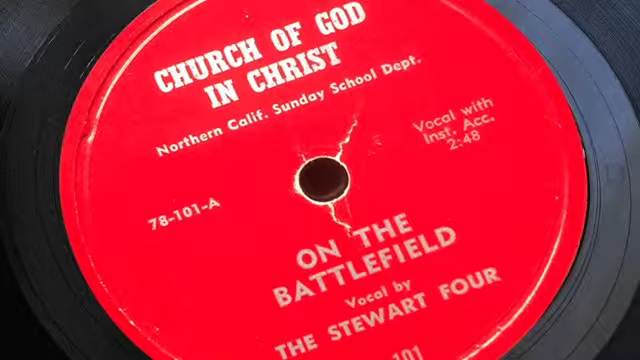 CHURCH OF GOD
IN CHRIST
Northern Calif. Sunday School Dept.
Vocal with
Inst. Acc.
2:48
78-101-A
ON THE
BATTLEFIELD
Vocal by
THE STEWART FOUR
101